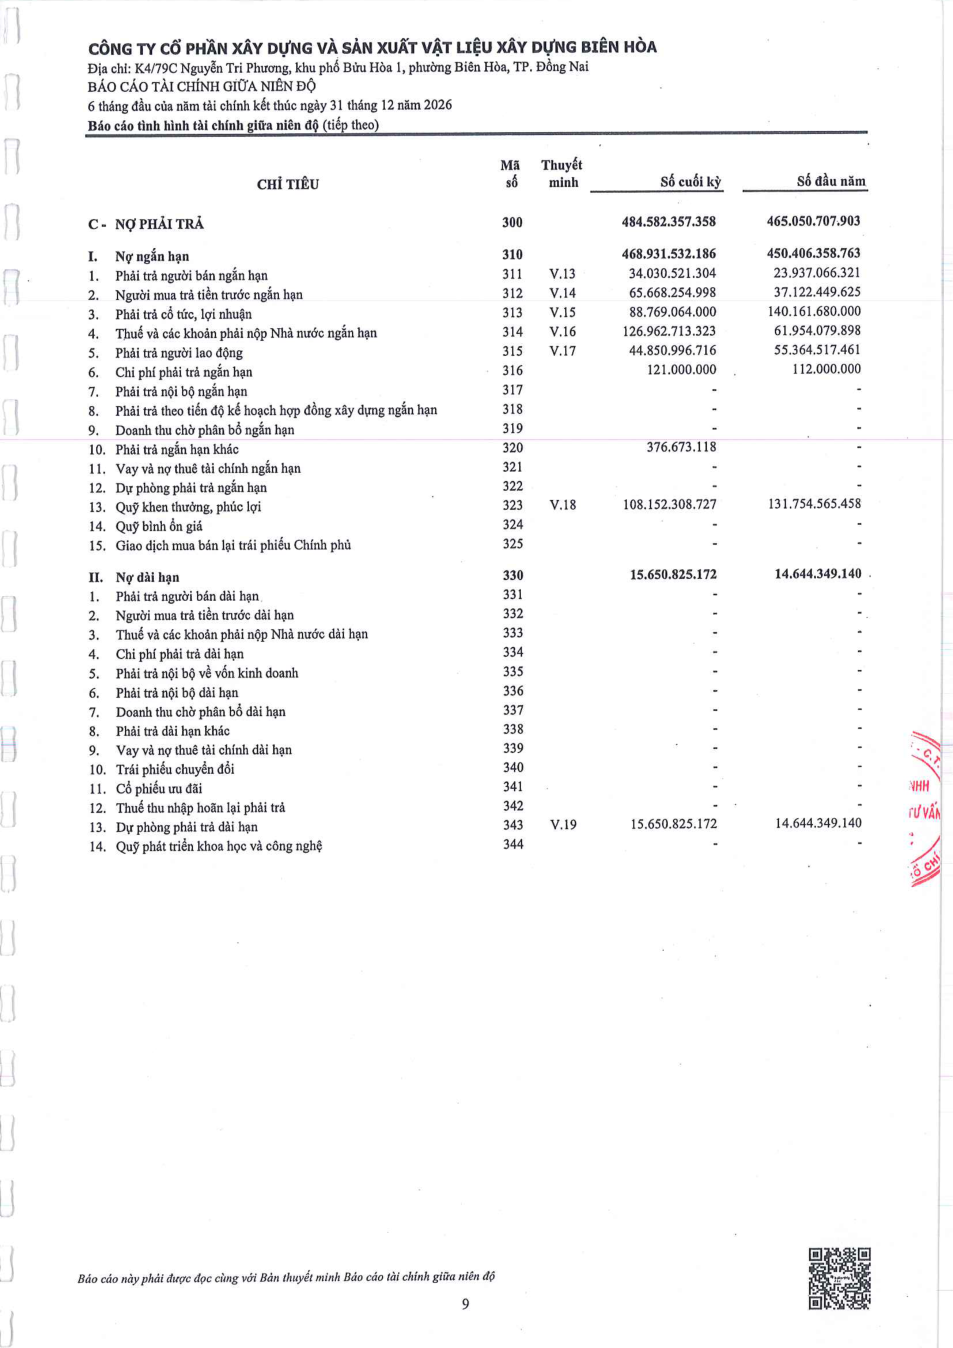 CÔNG TY CỔ PHẦN XÂY DỰNG VÀ SẢN XUẤT VẬT LIỆU XÂY DỰNG BIÊN HÒA
Địa chỉ: K4/79C Nguyễn Tri Phương, khu phố Bửu Hòa 1, phường Biên Hòa, TP. Đồng Nai
BÁO CÁO TÀI CHÍNH GIỮA NIÊN ĐỘ
6 tháng đầu của năm tài chính kết thúc ngày 31 tháng 12 năm 2026
Báo cáo tình hình tài chính giữa niên độ (tiếp theo)
CHỈ TIÊU Mã số Thuyết minh Số cuối kỳ Số đầu năm
C - NỢ PHẢI TRẢ 300 484.582.357.358 465.050.707.903
I. Nợ ngắn hạn 310 468.931.532.186 450.406.358.763
1. Phải trả người bán ngắn hạn 311 V.13 34.030.521.304 23.937.066.321
2. Người mua trả tiền trước ngắn hạn 312 V.14 65.668.254.998 37.122.449.625
3. Phải trả cổ tức, lợi nhuận 313 V.15 88.769.064.000 140.161.680.000
4. Thuế và các khoản phải nộp Nhà nước ngắn hạn 314 V.16 126.962.713.323 61.954.079.898
5. Phải trả người lao động 315 V.17 44.850.996.716 55.364.517.461
6. Chi phí phải trả ngắn hạn 316 121.000.000 112.000.000
7. Phải trả nội bộ ngắn hạn 317 - -
8. Phải trả theo tiến độ kế hoạch hợp đồng xây dựng ngắn hạn 318 - -
9. Doanh thu chờ phân bổ ngắn hạn 319 - -
10. Phải trả ngắn hạn khác 320 376.673.118 -
11. Vay và nợ thuê tài chính ngắn hạn 321 - -
12. Dự phòng phải trả ngắn hạn 322 - -
13. Quỹ khen thưởng, phúc lợi 323 V.18 108.152.308.727 131.754.565.458
14. Quỹ bình ổn giá 324 - -
15. Giao dịch mua bán lại trái phiếu Chính phủ 325 - -
II. Nợ dài hạn 330 15.650.825.172 14.644.349.140
1. Phải trả người bán dài hạn 331 - -
2. Người mua trả tiền trước dài hạn 332 - -
3. Thuế và các khoản phải nộp Nhà nước dài hạn 333 - -
4. Chi phí phải trả dài hạn 334 - -
5. Phải trả nội bộ về vốn kinh doanh 335 - -
6. Phải trả nội bộ dài hạn 336 - -
7. Doanh thu chờ phân bổ dài hạn 337 - -
8. Phải trả dài hạn khác 338 - -
9. Vay và nợ thuê tài chính dài hạn 339 - -
10. Trái phiếu chuyển đổi 340 - -
11. Cổ phiếu ưu đãi 341 - -
12. Thuế thu nhập hoãn lại phải trả 342 - -
13. Dự phòng phải trả dài hạn 343 V.19 15.650.825.172 14.644.349.140
14. Quỹ phát triển khoa học và công nghệ 344 - -
C.T.
NHH
TƯ VẤN
Ố CHÍ
Báo cáo này phải được đọc cùng với Bản thuyết minh Báo cáo tài chính giữa niên độ
9